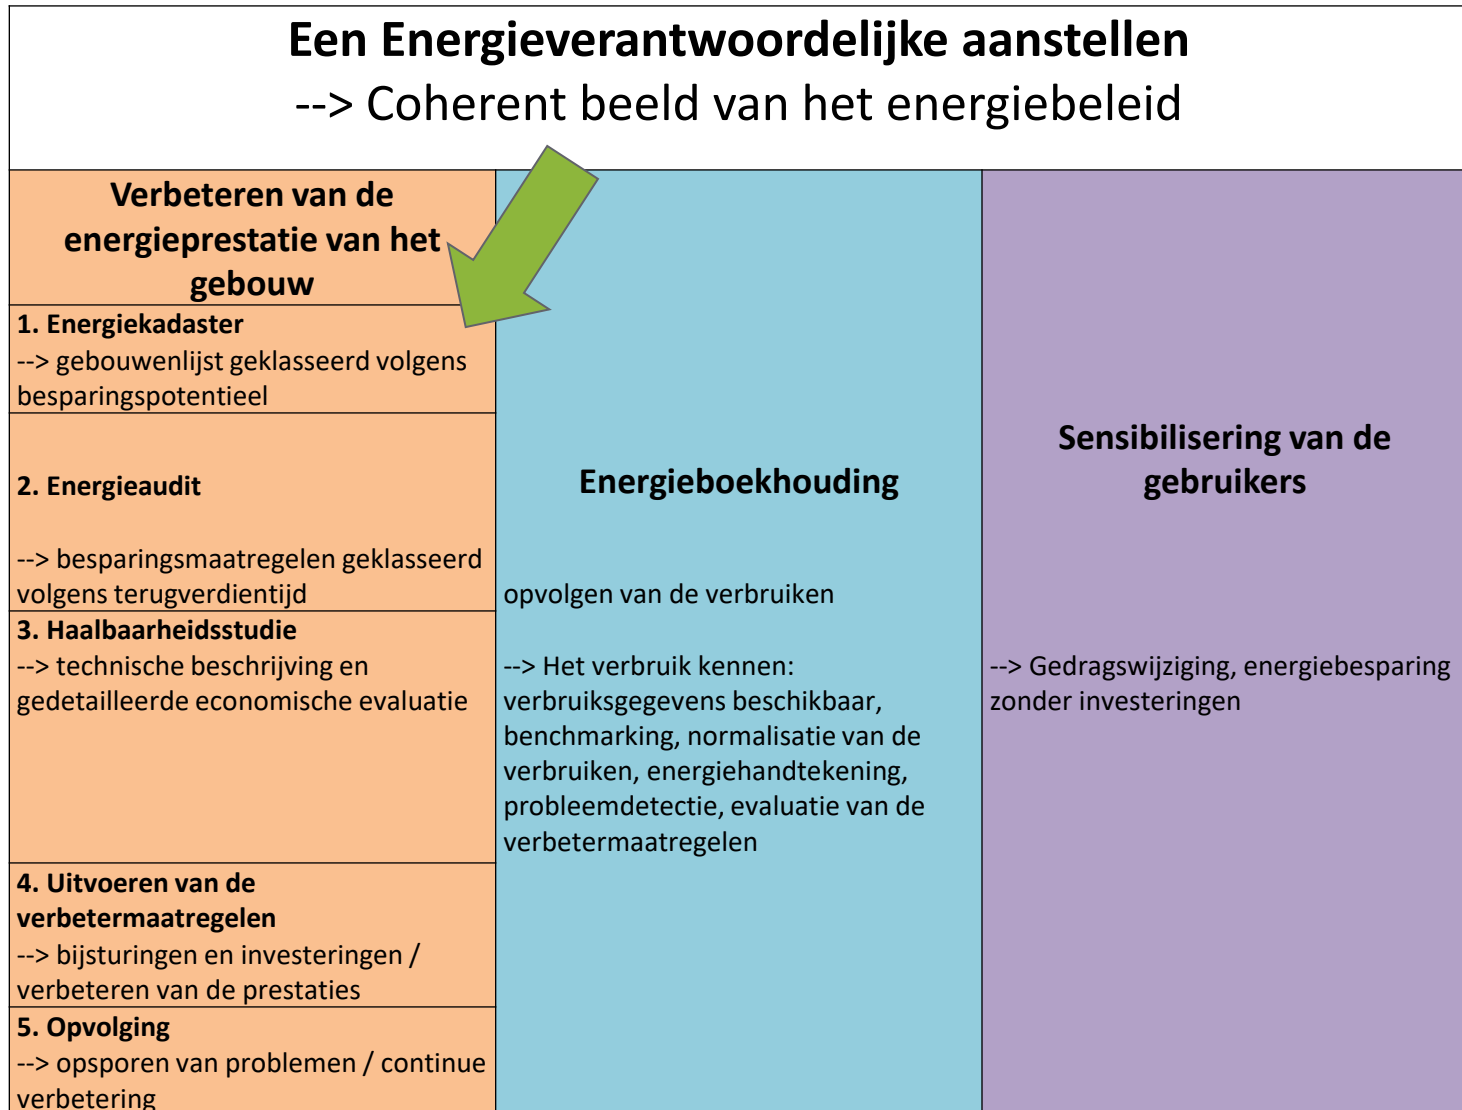 Een Energieverantwoordelijke aanstellen
--> Coherent beeld van het energiebeleid
Verbeteren van de
energieprestatie van het
gebouw
1. Energiekadaster
--> gebouwenlijst geklasseerd volgens
besparingspotentieel
2. Energieaudit
--> besparingsmaatregelen geklasseerd
volgens terugverdientijd
3. Haalbaarheidsstudie
--> technische beschrijving en
gedetailleerde economische evaluatie
4. Uitvoeren van de
verbetermaatregelen
--> bijsturingen en investeringen /
verbeteren van de prestaties
5. Opvolging
--> opsporen van problemen / continue
verbetering
Energieboekhouding
opvolgen van de verbruiken
--> Het verbruik kennen:
verbruiksgegevens beschikbaar,
benchmarking, normalisatie van de
verbruiken, energiehandtekening,
probleemdetectie, evaluatie van de
verbetermaatregelen
Sensibilisering van de
gebruikers
--> Gedragswijziging, energiebesparing
zonder investeringen